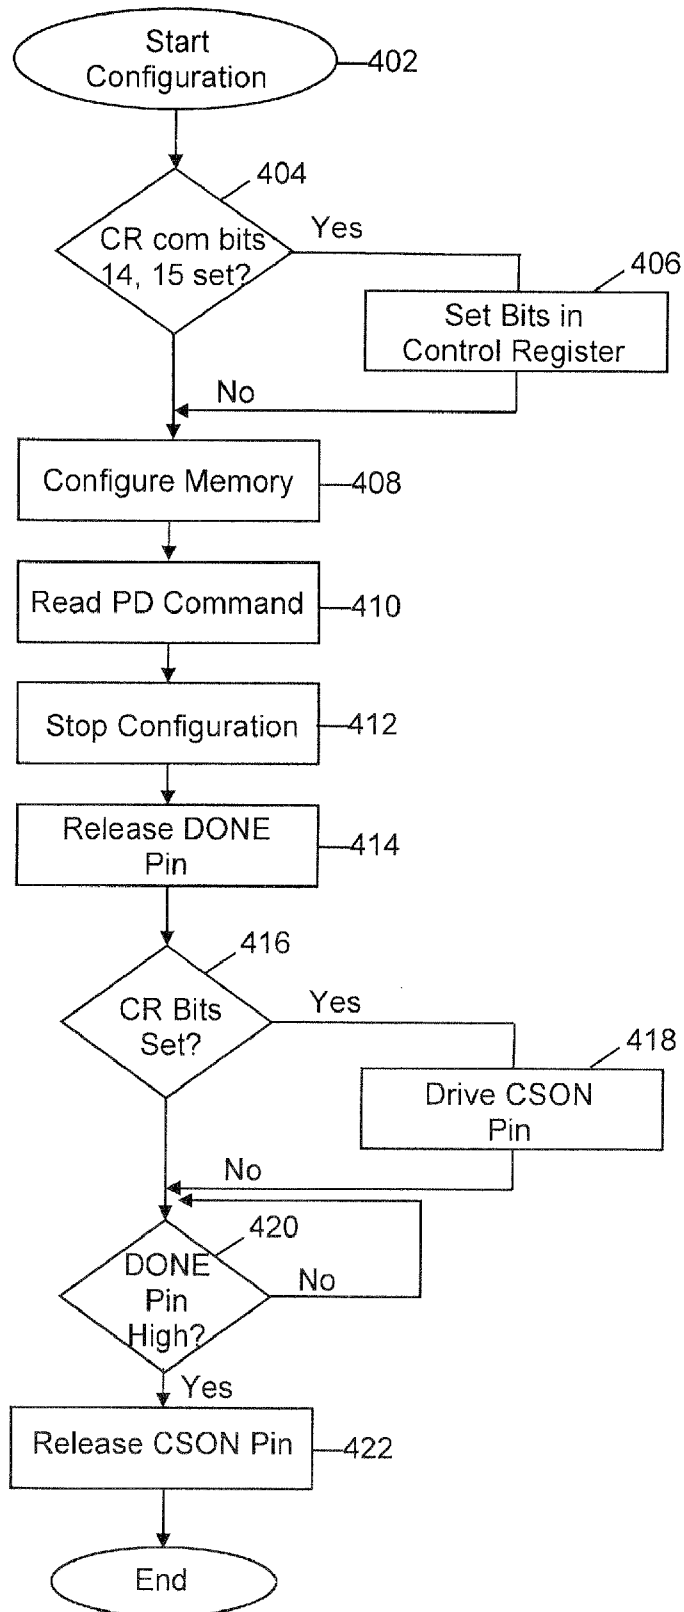 Start
Configuration
402
404
CR com bits
14, 15 set?
Yes
406
Set Bits in
Control Register
No
Configure Memory
408
Read PD Command
410
Stop Configuration
412
Release DONE
Pin
414
416
CR Bits
Set?
Yes
418
Drive CSON
Pin
No
420
DONE
Pin
High?
No
Yes
Release CSON Pin
422
End